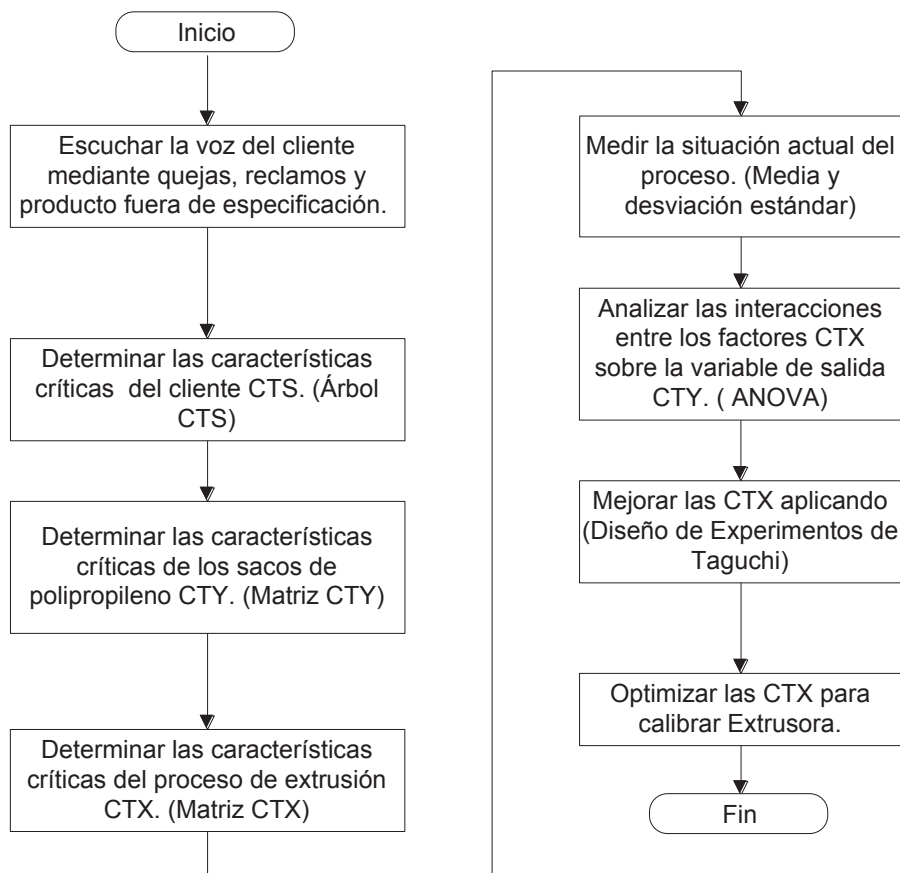 Inicio
Escuchar la voz del cliente
mediante quejas, reclamos y
producto fuera de especificación.
Determinar las características
críticas del cliente CTS. (Árbol
CTS)
Determinar las características
críticas de los sacos de
polipropileno CTY. (Matriz CTY)
Determinar las características
críticas del proceso de extrusión
CTX. (Matriz CTX)
Medir la situación actual del
proceso. (Media y
desviación estándar)
Analizar las interacciones
entre los factores CTX
sobre la variable de salida
CTY. ( ANOVA)
Mejorar las CTX aplicando
(Diseño de Experimentos de
Taguchi)
Optimizar las CTX para
calibrar Extrusora.
Fin